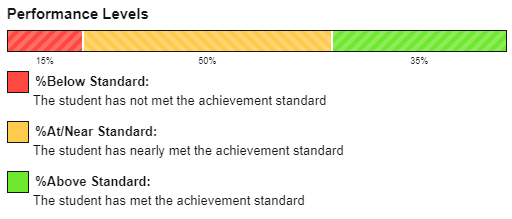 Performance Levels
15% 50% 35%
%Below Standard:
The student has not met the achievement standard
%At/Near Standard:
The student has nearly met the achievement standard
%Above Standard:
The student has met the achievement standard